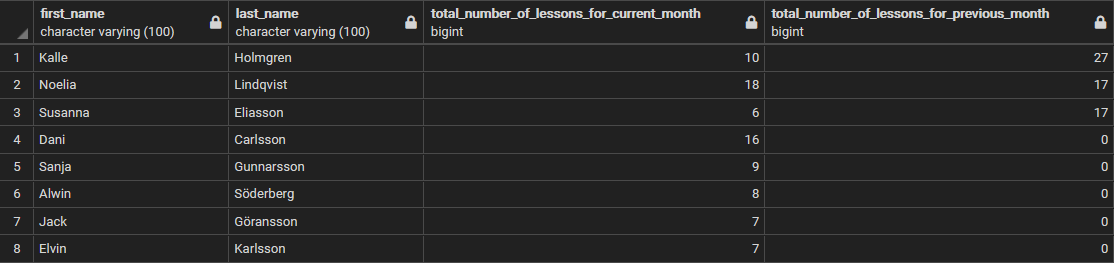 first_name last_name total_number_of_lessons_for_current_month total_number_of_lessons_for_previous_month
character varying (100) character varying (100) bigint bigint
1 Kalle Holmgren 10 27
2 Noelia Lindqvist 18 17
3 Susanna Eliasson 6 17
4 Dani Carlsson 16 0
5 Sanja Gunnarsson 9 0
6 Alwin Söderberg 8 0
7 Jack Göransson 7 0
8 Elvin Karlsson 7 0